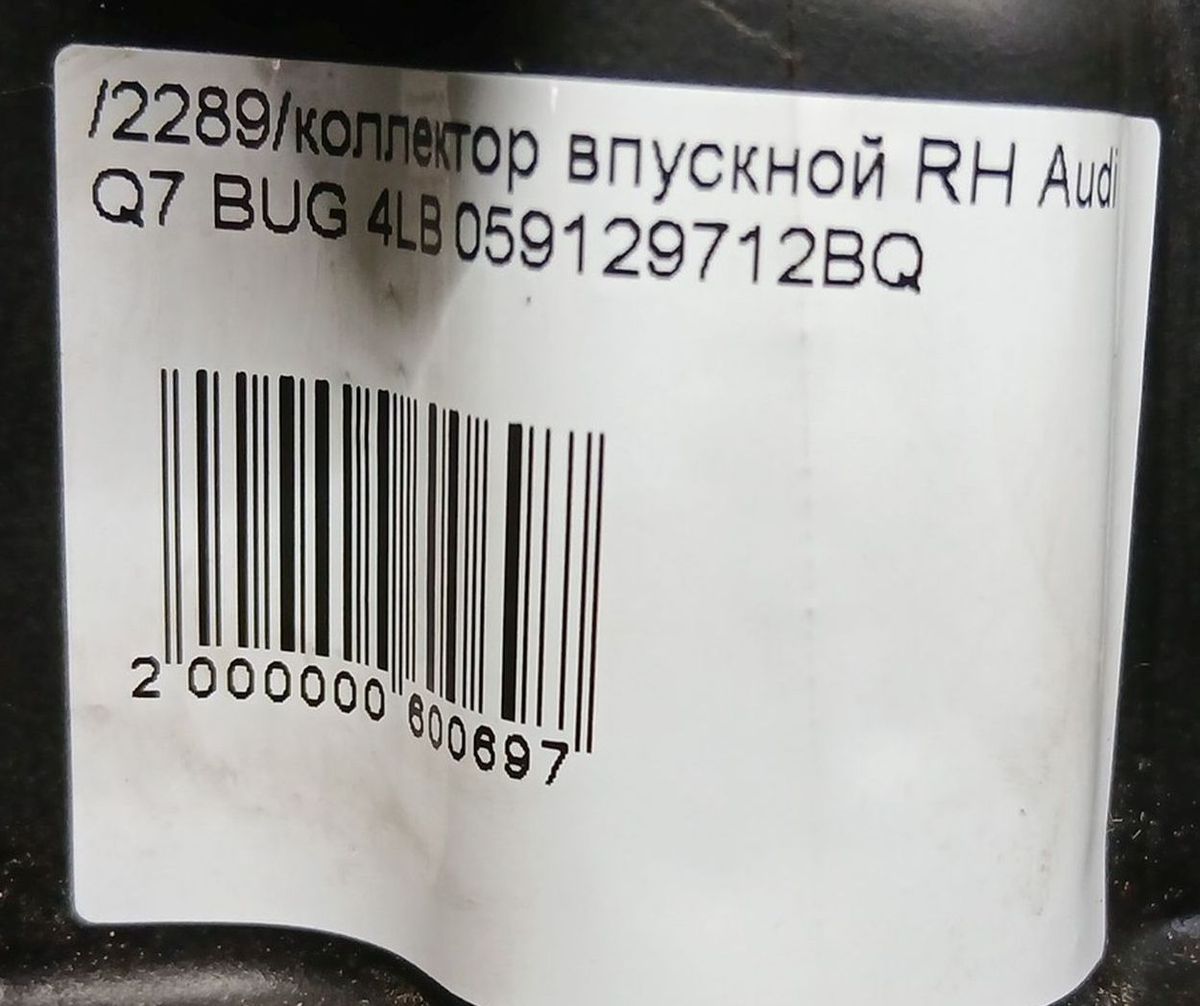 /2289/коллектор впускной RH Audi
Q7 BUG 4LB 059129712BQ
2 000000 600697